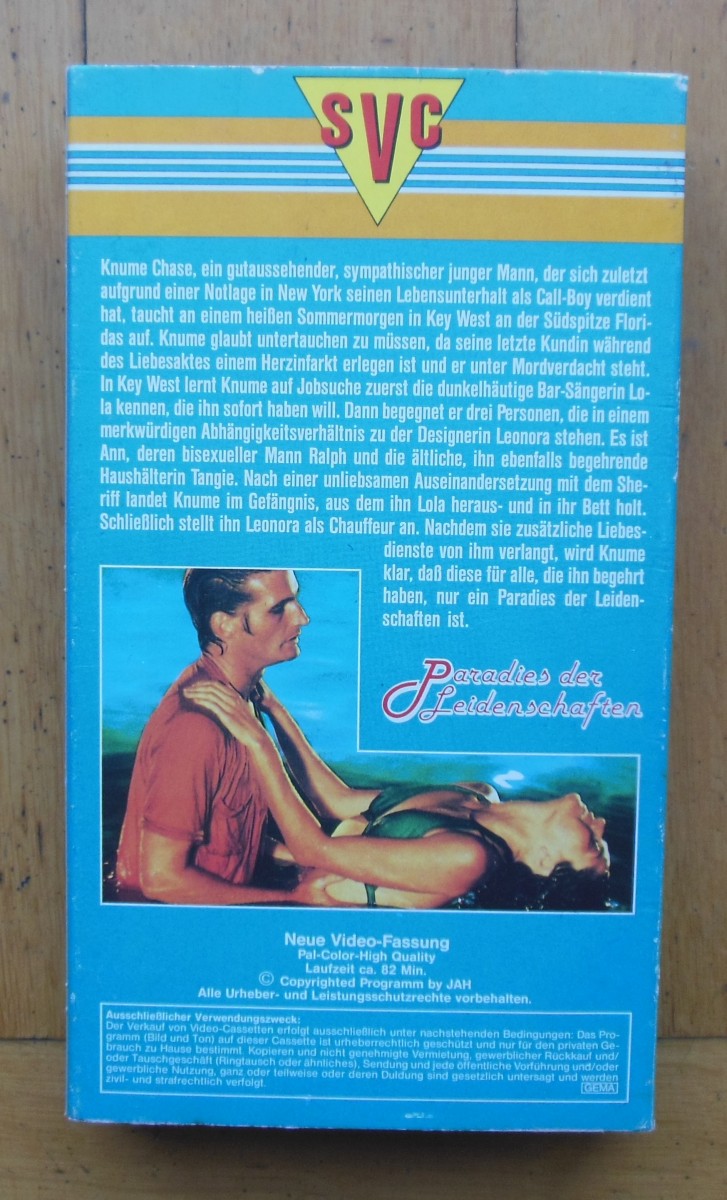 SVC
Knume Chase, ein gutaussehender, sympathischer junger Mann, der sich zuletzt
aufgrund einer Notlage in New York seinen Lebensunterhalt als Call-Boy verdient
hat, taucht an einem heißen Sommermorgen in Key West an der Südspitze Flori-
das auf. Knume glaubt untertauchen zu müssen, da seine letzte Kundin während
des Liebesaktes einem Herzinfarkt erlegen ist und er unter Mordverdacht steht.
In Key West lernt Knume auf Jobsuche zuerst die dunkelhäutige Bar-Sängerin Lo-
la kennen, die ihn sofort haben will. Dann begegnet er drei Personen, die in einem
merkwürdigen Abhängigkeitsverhältnis zu der Designerin Leonora stehen. Es ist
Ann, deren bisexueller Mann Ralph und die ältliche, ihn ebenfalls begehrende
Haushälterin Tangie. Nach einer unliebsamen Auseinandersetzung mit dem She-
riff landet Knume im Gefängnis, aus dem ihn Lola heraus- und in ihr Bett holt.
Schließlich stellt ihn Leonora als Chauffeur an. Nachdem sie zusätzliche Liebes-
dienste von ihm verlangt, wird Knume
klar, daß diese für alle, die ihn begehrt
haben, nur ein Paradies der Leiden-
schaften ist.
Paradies der
Leidenschaften
Neue Video-Fassung
Pal-Color-High Quality
Laufzeit ca. 82 Min.
© Copyrighted Programm by JAH
Alle Urheber- und Leistungsschutzrechte vorbehalten.
Ausschließlicher Verwendungszweck:
Der Verkauf von Video-Cassetten erfolgt ausschließlich unter nachstehenden Bedingungen: Das Pro-
gramm (Bild und Ton) auf dieser Cassette ist urheberrechtlich geschützt und nur für den privaten Ge-
brauch zu Hause bestimmt. Kopieren und nicht genehmigte Vermietung, gewerblicher Rückkauf und/
oder Tauschgeschäft (Ringtausch oder ähnliches), Sendung und jede öffentliche Vorführung und/oder
gewerbliche Nutzung, ganz oder teilweise oder deren Duldung sind gesetzlich untersagt und werden
zivil- und strafrechtlich verfolgt.
GEMA